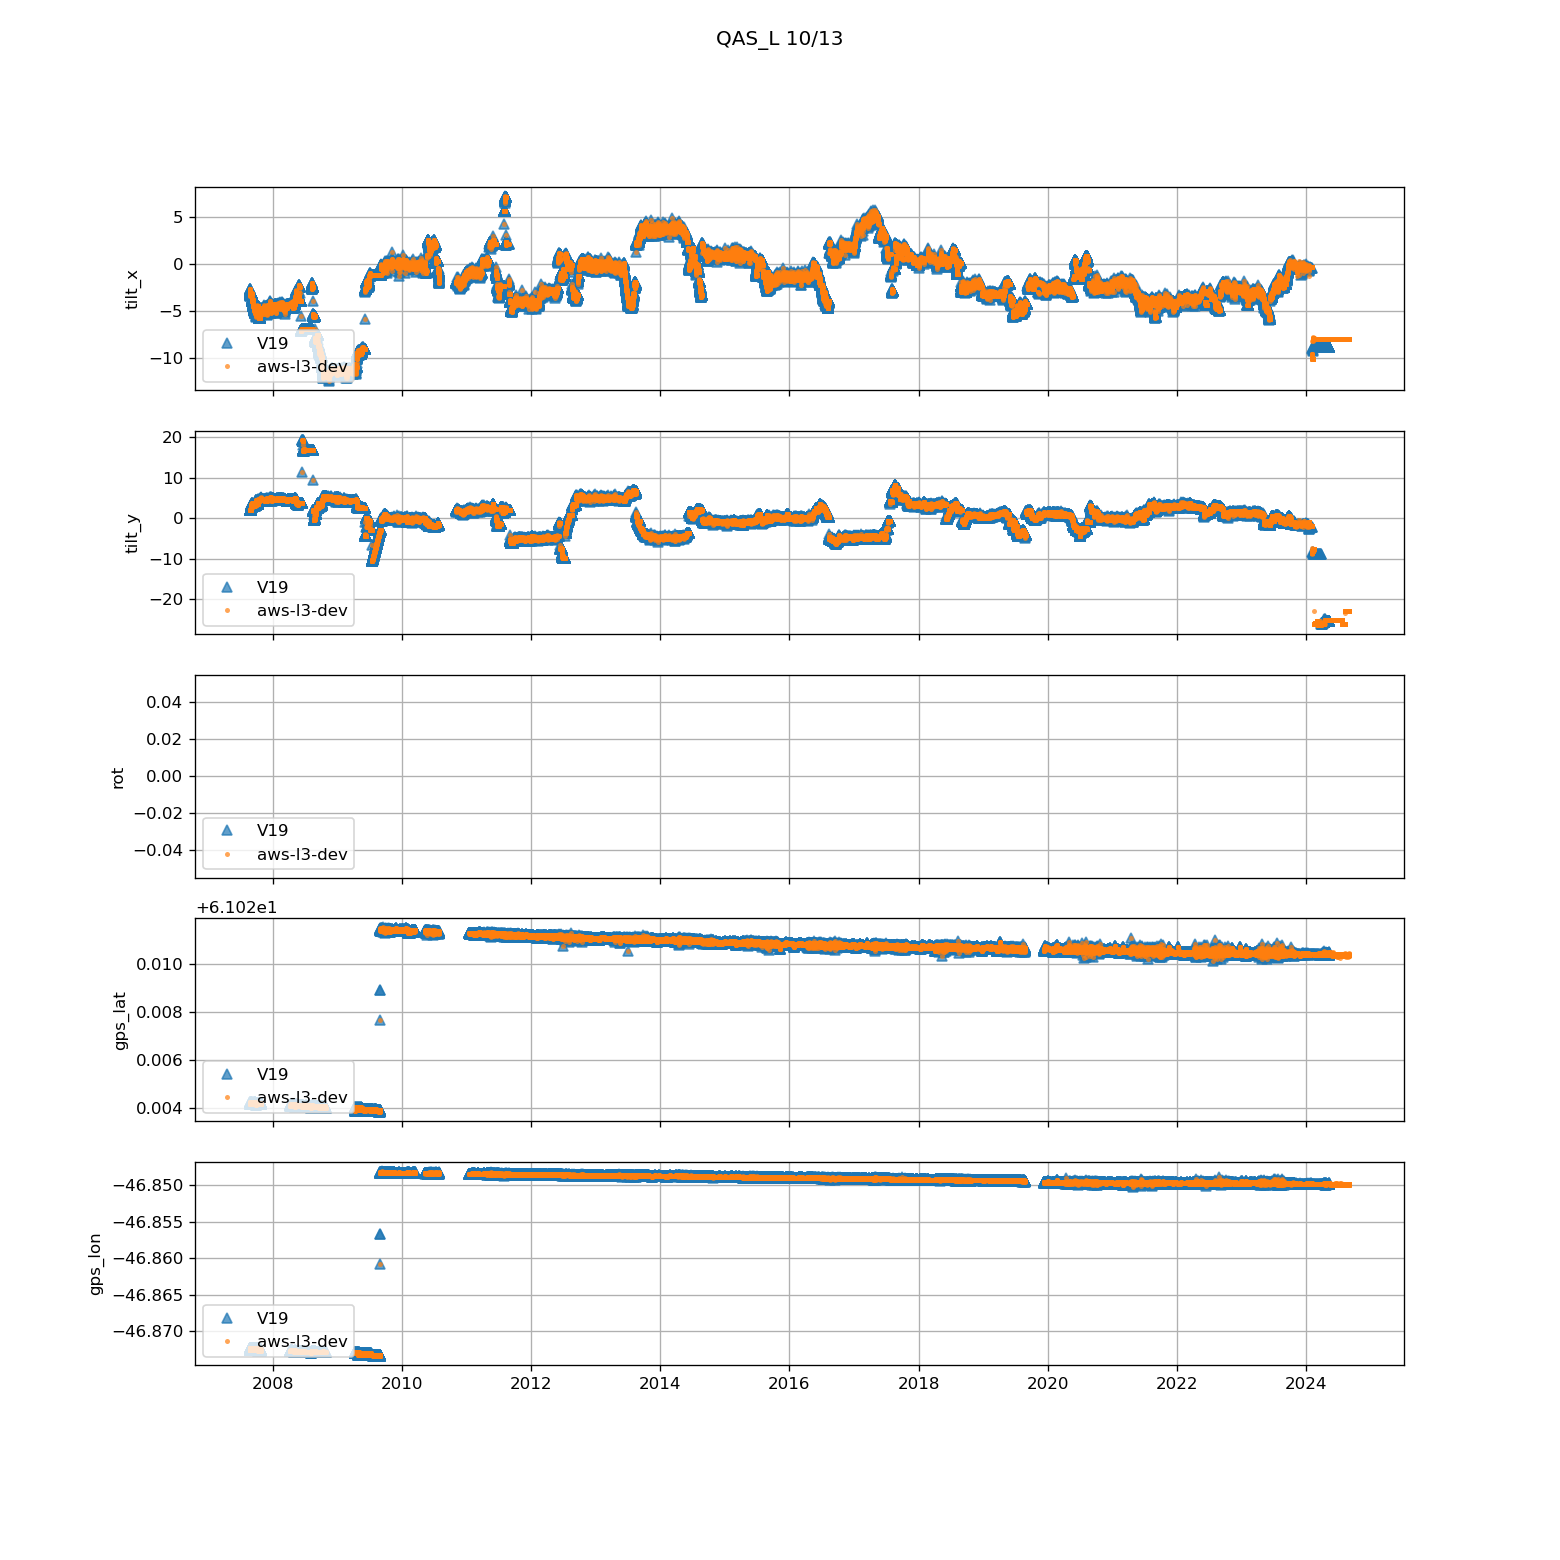 QAS_L 10/13
5
0
−5
−10
tilt_x
V19
aws-l3-dev
20
10
0
−10
−20
tilt_y
V19
aws-l3-dev
0.04
0.02
0.00
−0.02
−0.04
rot
V19
aws-l3-dev
+6.102e1
0.010
0.008
0.006
0.004
gps_lat
V19
aws-l3-dev
−46.850
−46.855
−46.860
−46.865
−46.870
gps_lon
V19
aws-l3-dev
2008 2010 2012 2014 2016 2018 2020 2022 2024